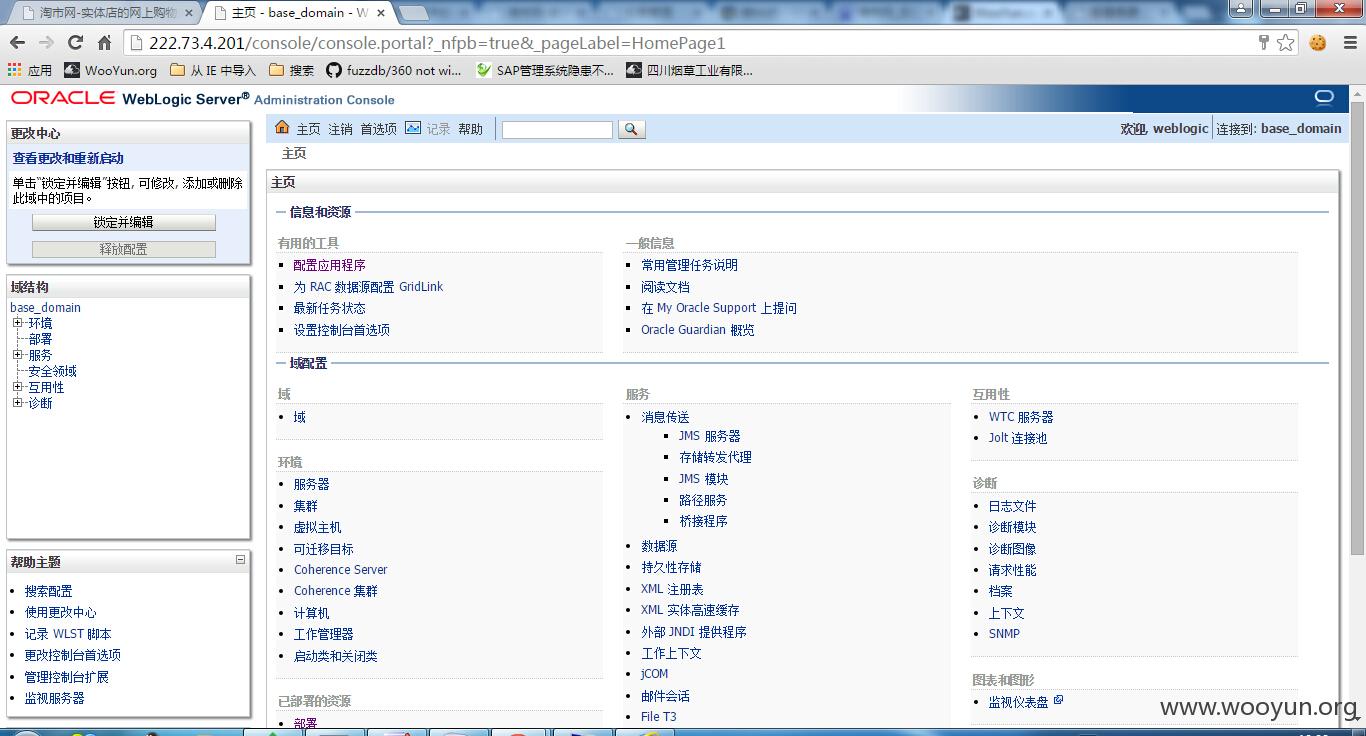 淘市网-实体店的网上购物
主页 - base_domain - W
222.73.4.201/console/console.portal?_nfpb=true&_pageLabel=HomePage1
应用 WooYun.org 从 IE 中导入 搜索 fuzzdb/360 not wi... SAP管理系统隐患不... 四川烟草工业有限...
ORACLE WebLogic Server® Administration Console
更改中心
查看更改和重新启动
单击"锁定并编辑"按钮, 可修改, 添加或删除
此域中的项目。
锁定并编辑
释放配置
域结构
base_domain
环境
部署
服务
安全领域
互用性
诊断
帮助主题
搜索配置
使用更改中心
记录 WLST 脚本
更改控制台首选项
管理控制台扩展
监视服务器
主页 注销 首选项 记录 帮助
欢迎, weblogic 连接到: base_domain
主页
主页
信息和资源
有用的工具
配置应用程序
为 RAC 数据源配置 GridLink
最新任务状态
设置控制台首选项
一般信息
常用管理任务说明
阅读文档
在 My Oracle Support 上提问
Oracle Guardian 概览
域配置
域
域
环境
服务器
集群
虚拟主机
可迁移目标
Coherence Server
Coherence 集群
计算机
工作管理器
启动类和关闭类
已部署的资源
部署
服务
消息传送
JMS 服务器
存储转发代理
JMS 模块
路径服务
桥接程序
数据源
持久性存储
XML 注册表
XML 实体高速缓存
外部 JNDI 提供程序
工作上下文
jCOM
邮件会话
File T3
互用性
WTC 服务器
Jolt 连接池
诊断
日志文件
诊断模块
诊断图像
请求性能
档案
上下文
SNMP
图表和图形
监视仪表盘
www.wooyun.org